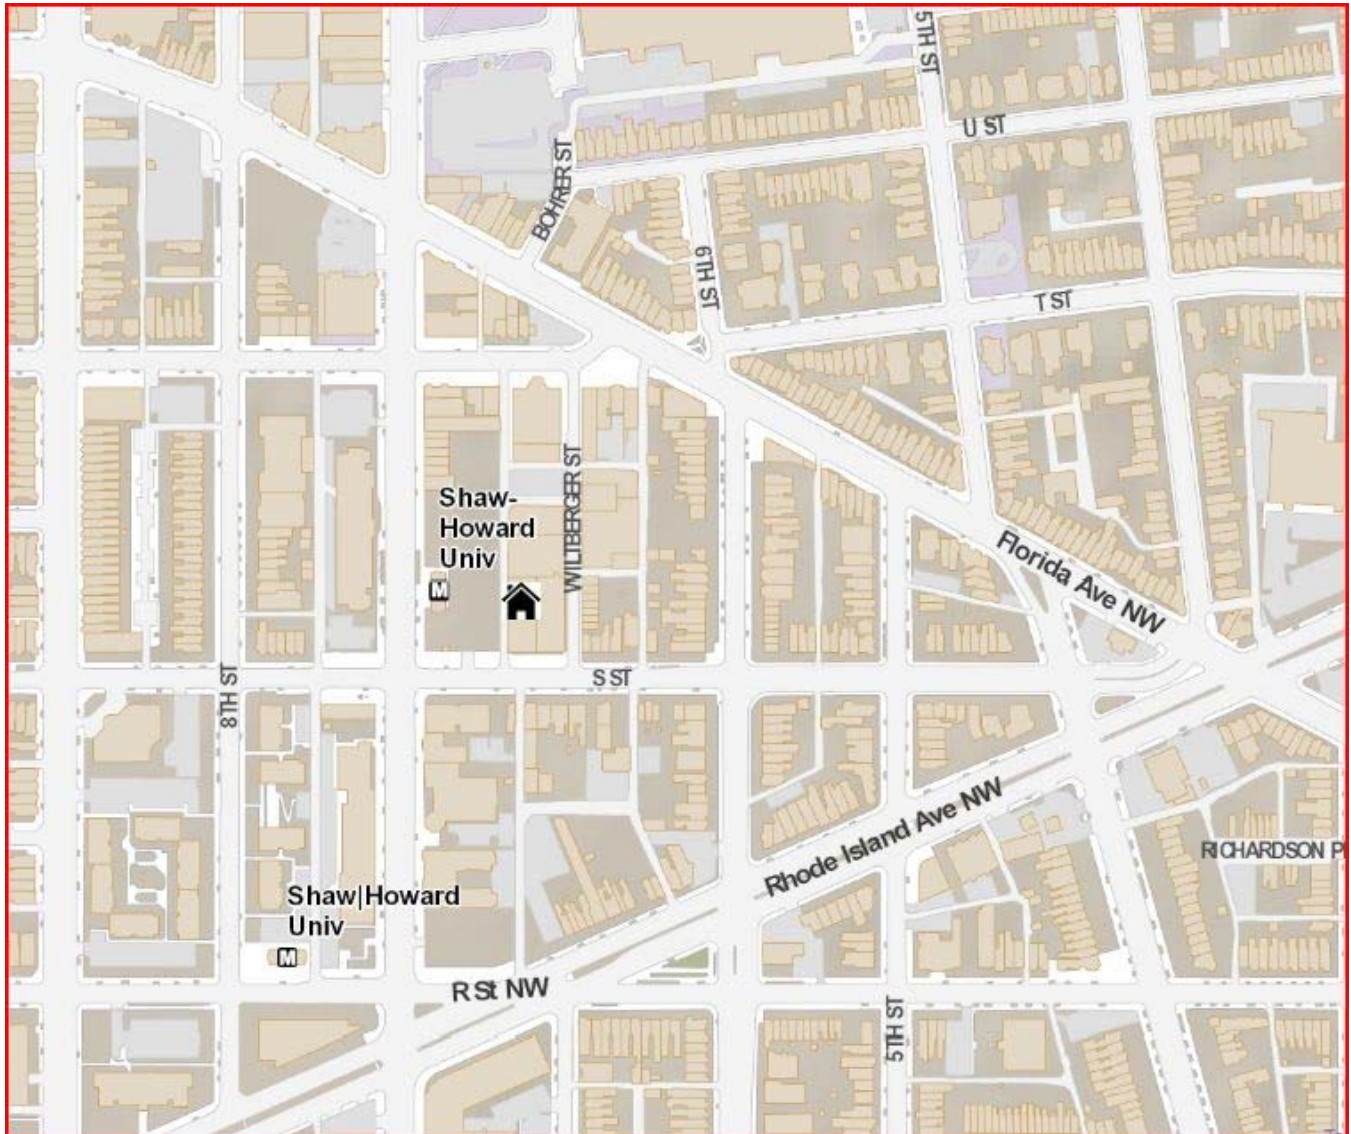 5TH ST
U ST
BOHRER ST
6TH ST
T ST
Shaw-
Howard
Univ
M
WILTBERGER ST
Florida Ave NW
S ST
8TH ST
Rhode Island Ave NW
RICHARDSON P
Shaw|Howard
Univ
M
R St NW
5TH ST